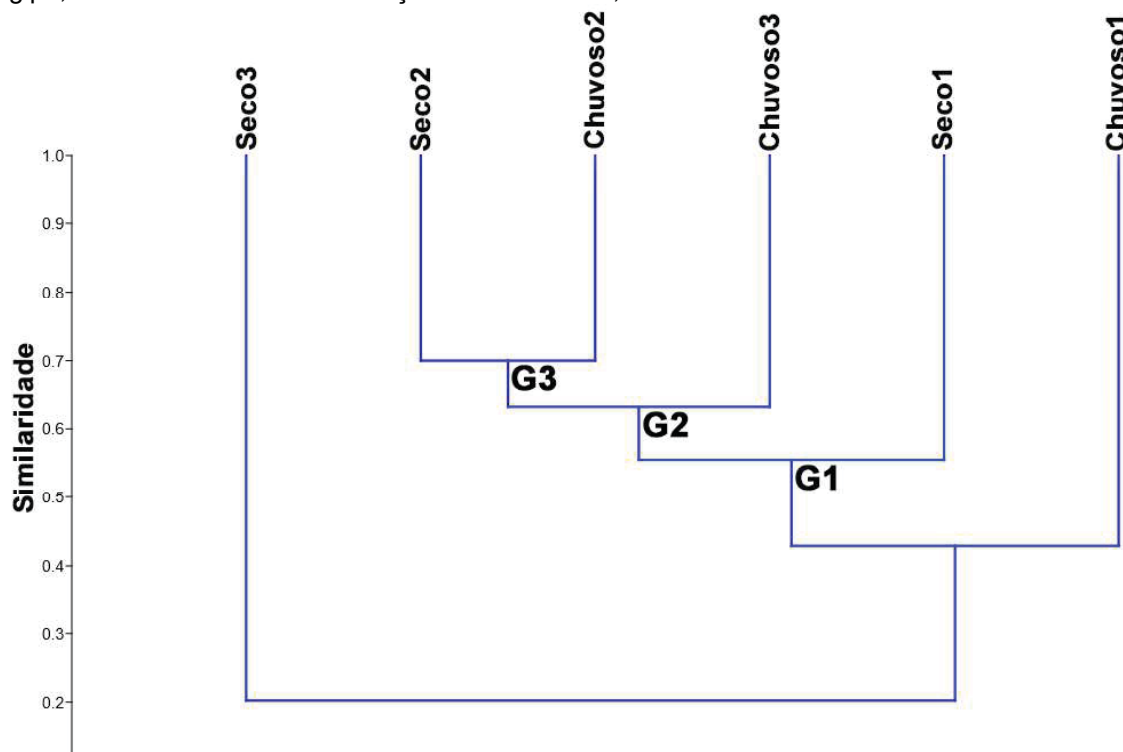 Seco3
Seco2
Chuvoso2
Chuvoso3
Seco1
Chuvoso1
Similaridade
1.0
0.9
0.8
0.7
0.6
0.5
0.4
0.3
0.2
G3
G2
G1